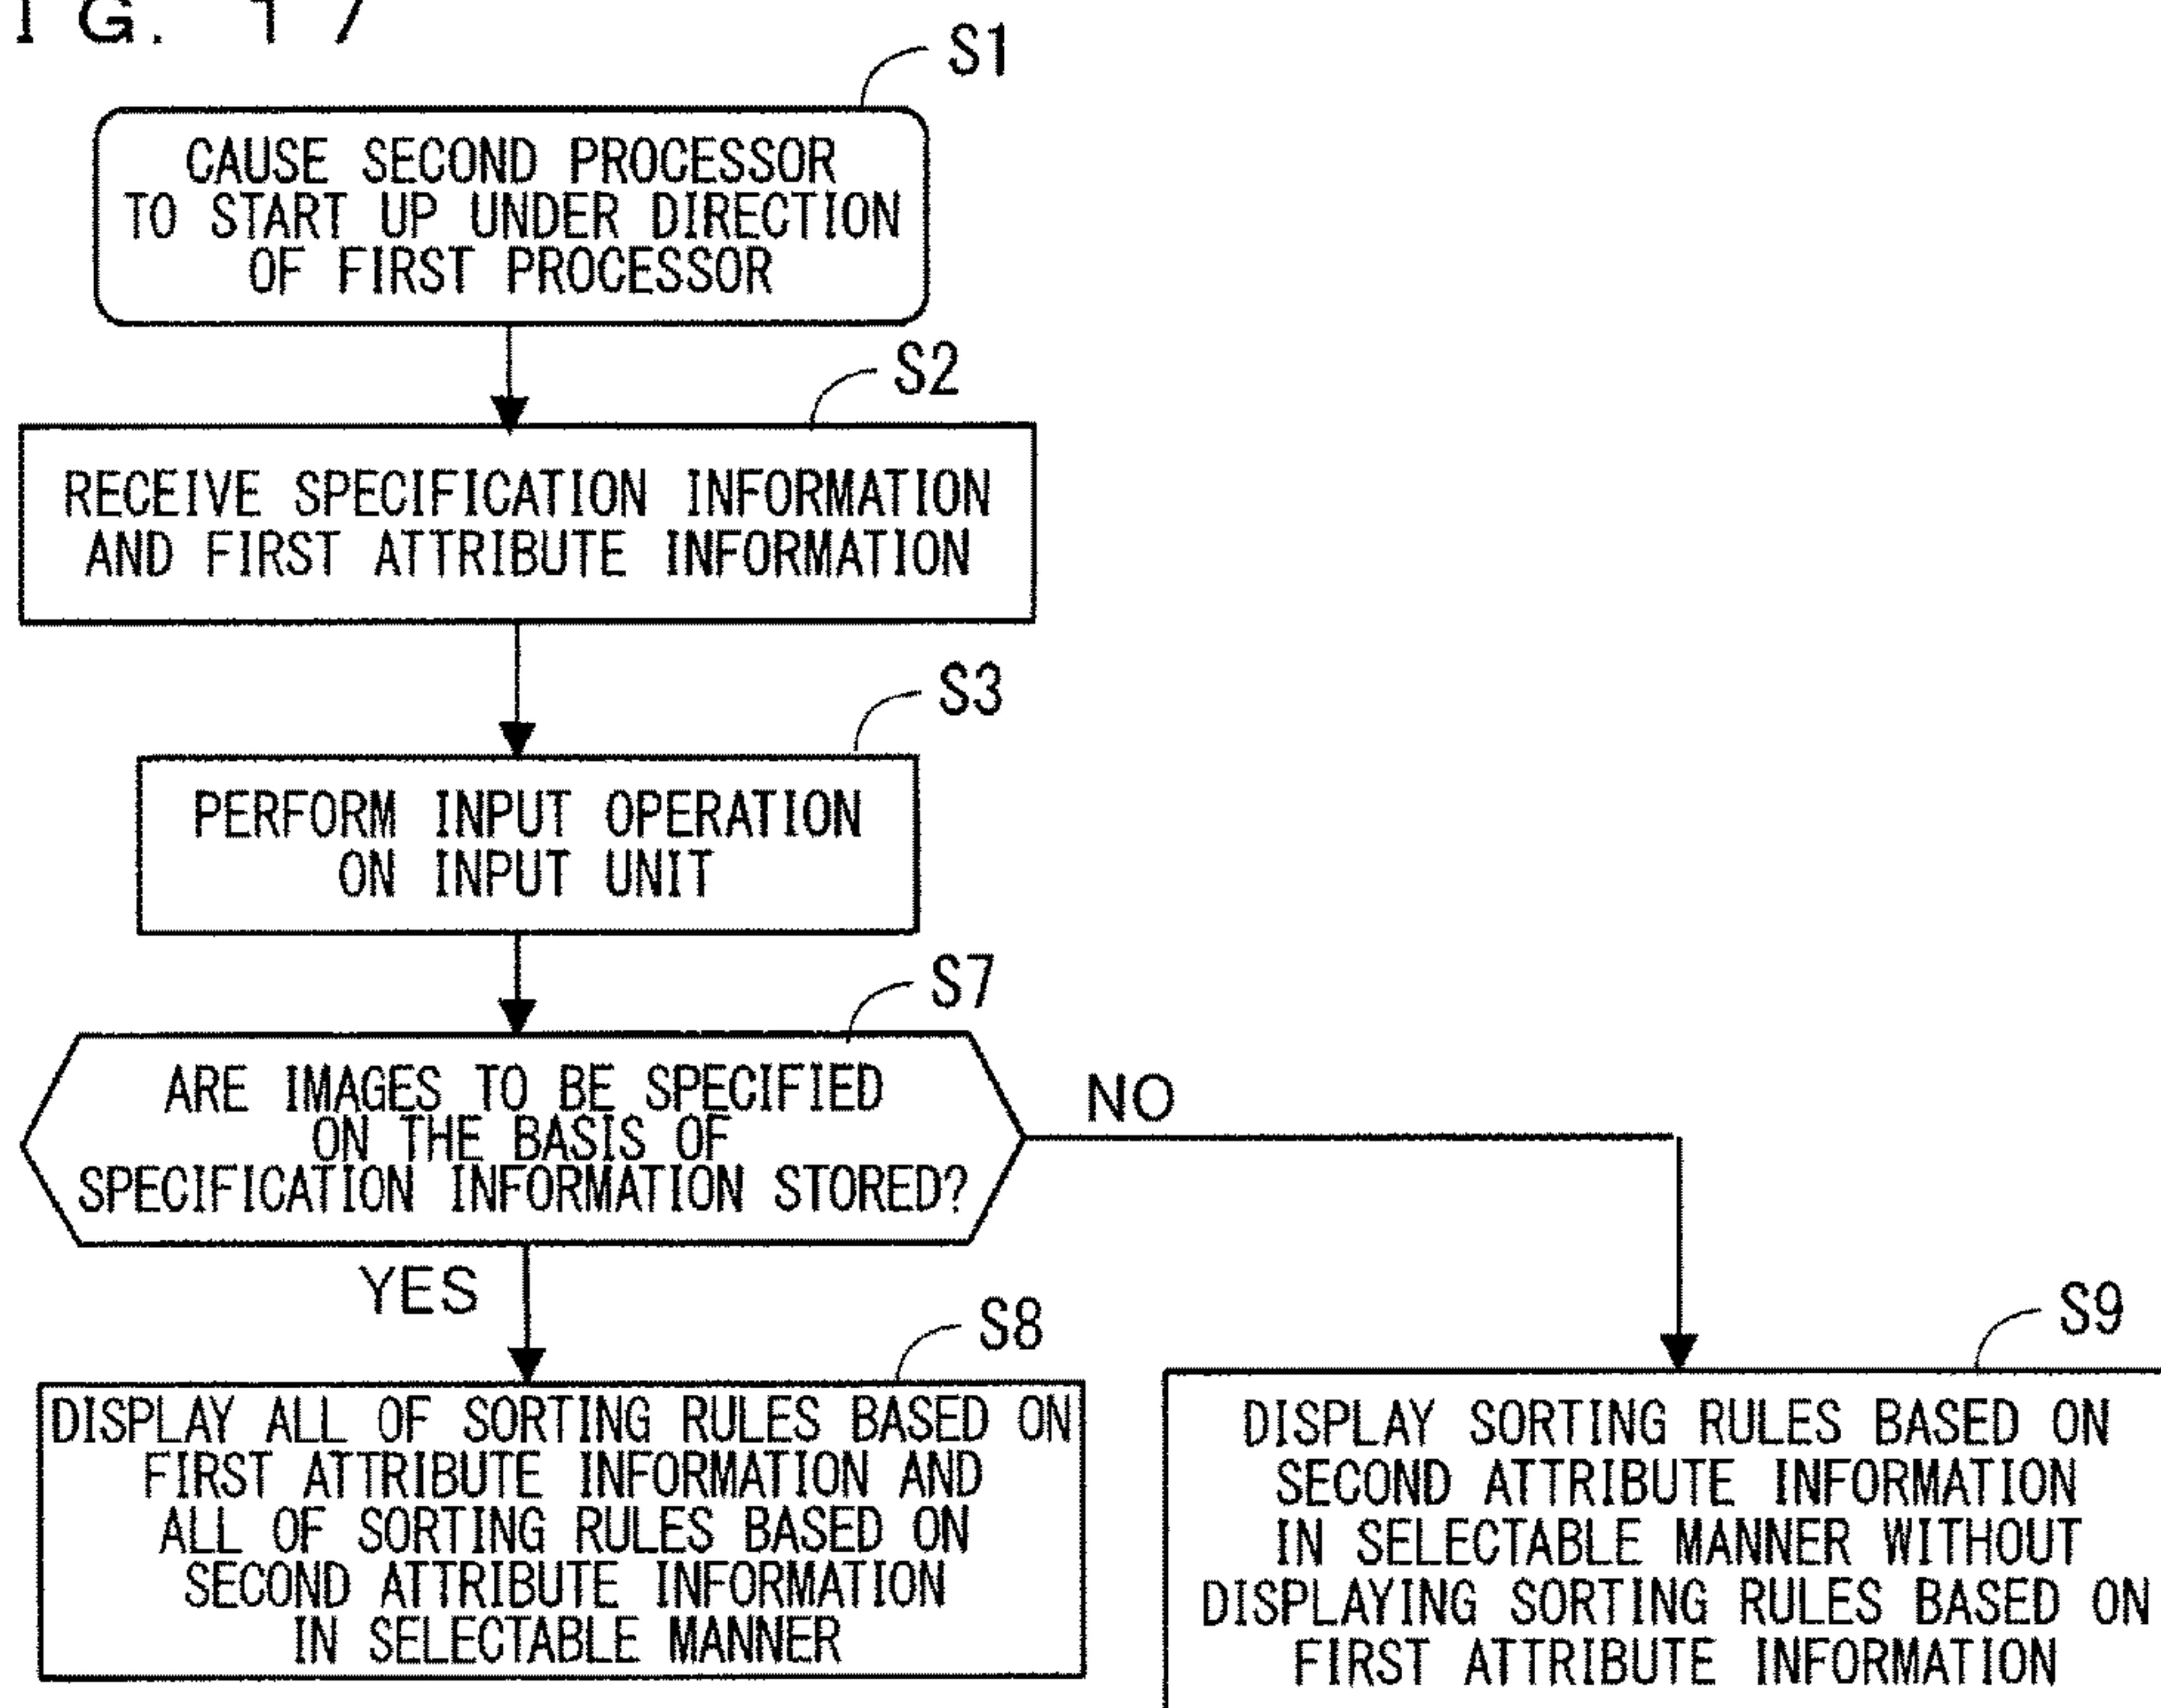 IG. 17
S1
CAUSE SECOND PROCESSOR
TO START UP UNDER DIRECTION
OF FIRST PROCESSOR
S2
RECEIVE SPECIFICATION INFORMATION
AND FIRST ATTRIBUTE INFORMATION
S3
PERFORM INPUT OPERATION
ON INPUT UNIT
S7
ARE IMAGES TO BE SPECIFIED
ON THE BASIS OF
SPECIFICATION INFORMATION STORED?
NO
YES
S8
DISPLAY ALL OF SORTING RULES BASED ON
FIRST ATTRIBUTE INFORMATION AND
ALL OF SORTING RULES BASED ON
SECOND ATTRIBUTE INFORMATION
IN SELECTABLE MANNER
S9
DISPLAY SORTING RULES BASED ON
SECOND ATTRIBUTE INFORMATION
IN SELECTABLE MANNER WITHOUT
DISPLAYING SORTING RULES BASED ON
FIRST ATTRIBUTE INFORMATION